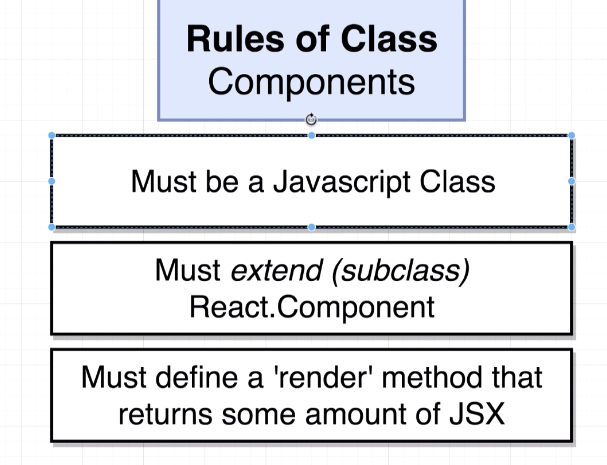 Rules of Class
Components
Must be a Javascript Class
Must extend (subclass)
React.Component
Must define a 'render' method that
returns some amount of JSX